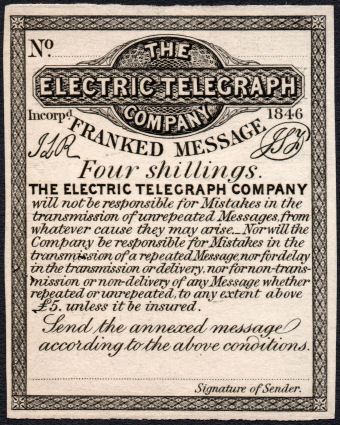 No.
THE
ELECTRIC TELEGRAPH
COMPANY
Incorpd. 1846
FRANKED MESSAGE
Four shillings.
THE ELECTRIC TELEGRAPH COMPANY
will not be responsible for Mistakes in the
transmission of unrepeated Messages, from
whatever cause they may arise_ Nor will the
Company be responsible for Mistakes in the
transmission of a repeated Message, nor for delay
in the transmission or delivery, nor for non-trans-
mission or non-delivery of any Message whether
repeated or unrepeated, to any extent above
£5. unless it be insured.
Send the annexed message
according to the above conditions.
Signature of Sender.